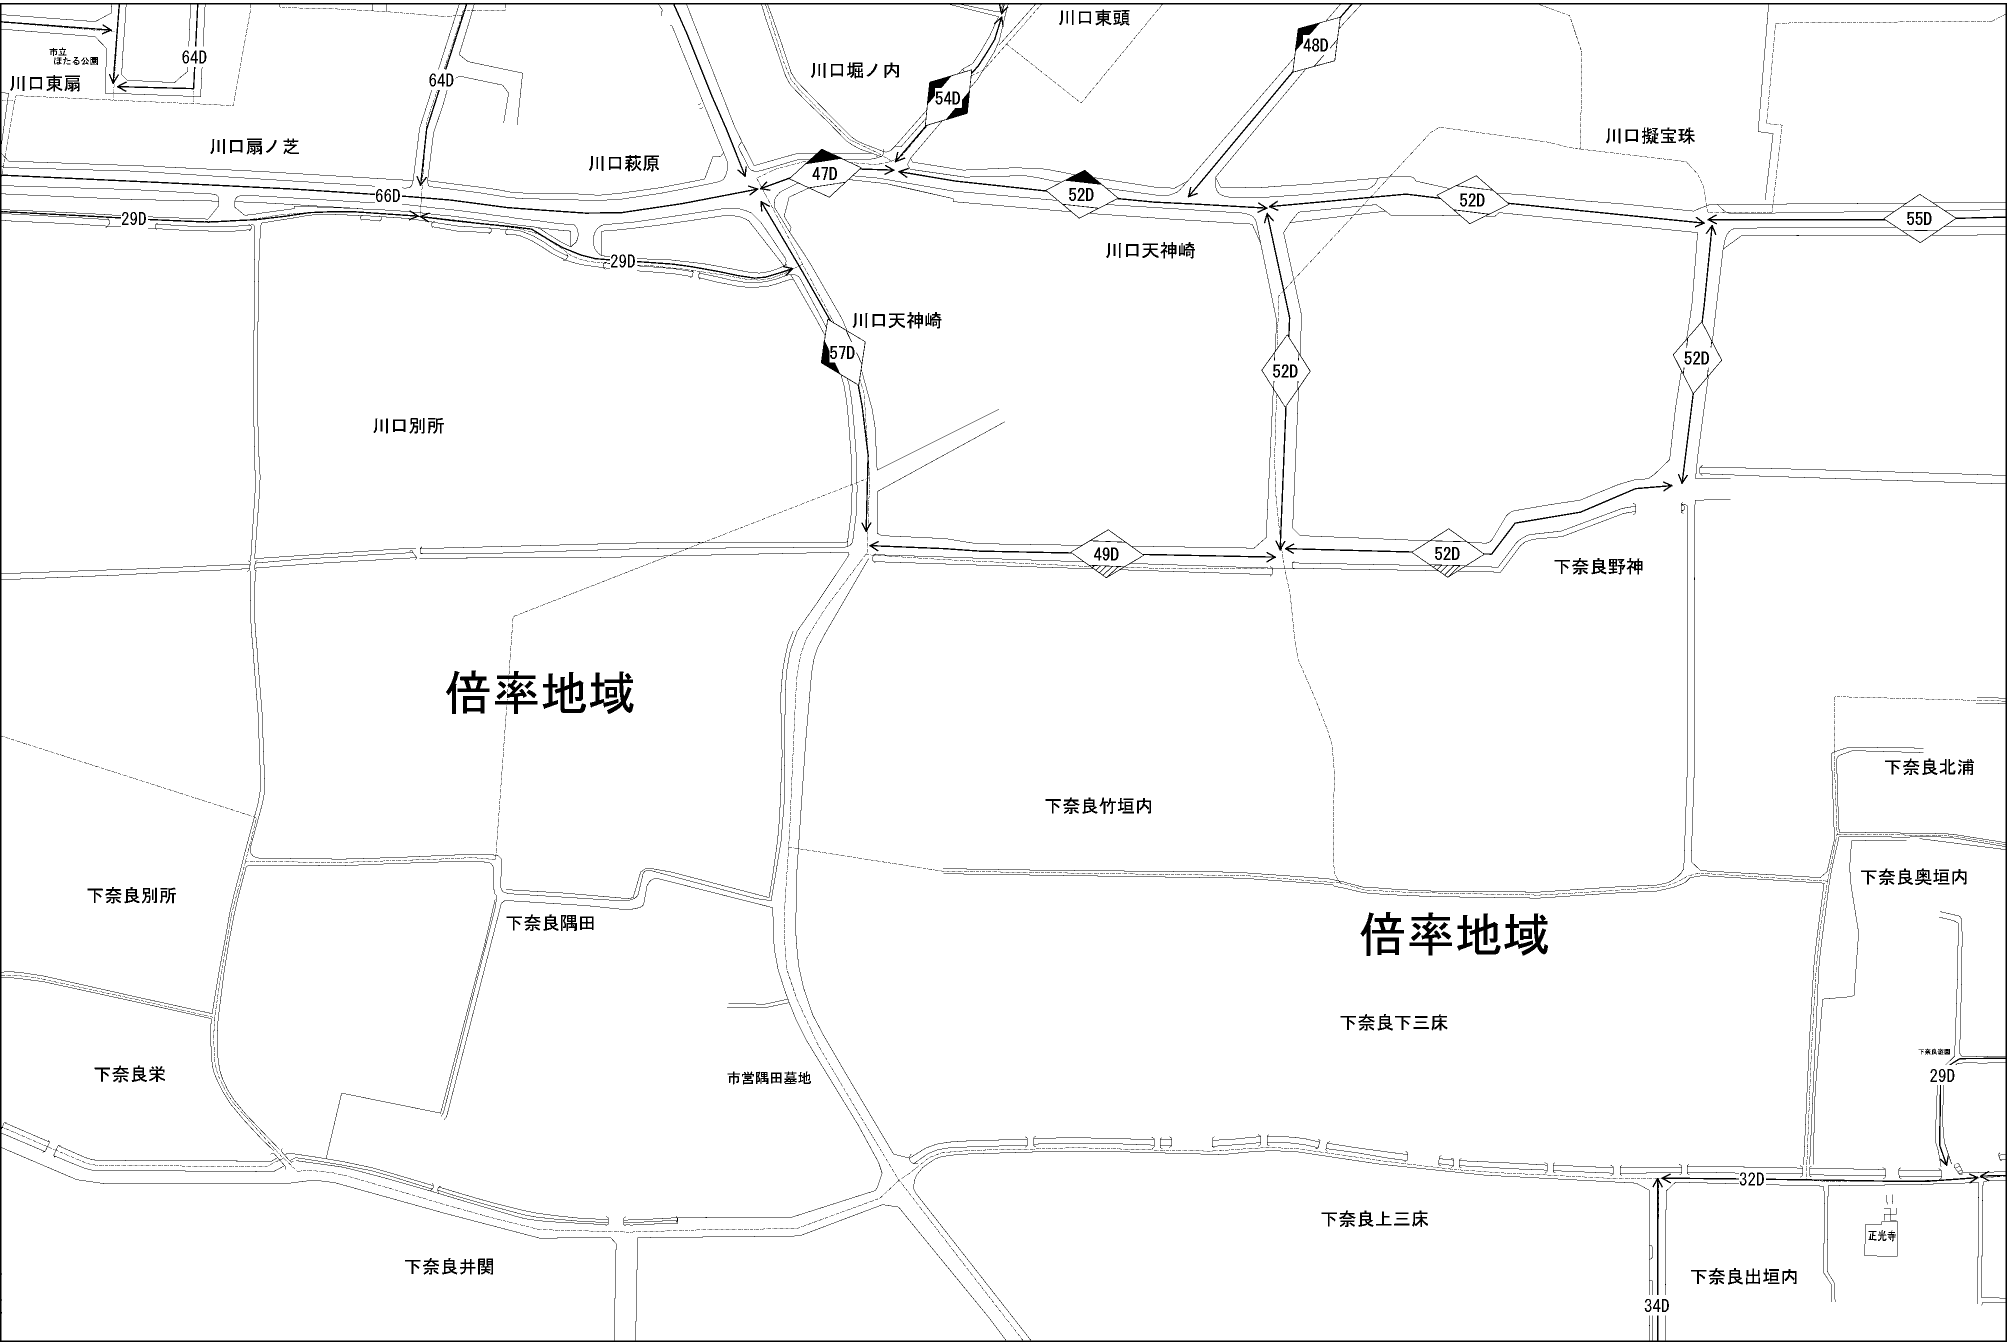 川口東頭
48D
64D
市立
ほたる公園
川口東扇
64D
川口堀ノ内
54D
川口扇ノ芝
川口萩原
川口擬宝珠
47D
66D
52D
52D
29D
55D
川口天神崎
29D
川口天神崎
57D
52D
52D
川口別所
49D
52D
下奈良野神
倍率地域
下奈良北浦
下奈良竹垣内
下奈良奥垣内
下奈良別所
下奈良隅田
倍率地域
下奈良下三床
下奈良栄
市営隅田墓地
29D
32D
下奈良上三床
正光寺
下奈良井関
下奈良出垣内
34D